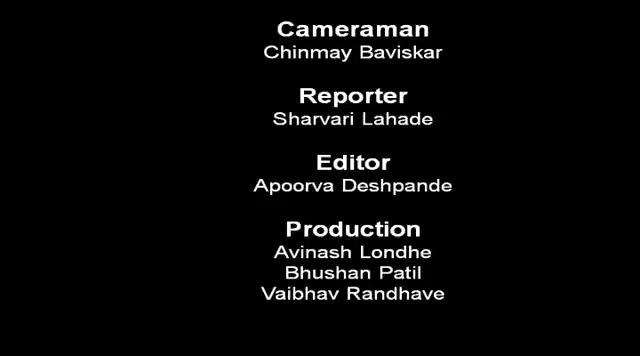 Cameraman
Chinmay Baviskar
Reporter
Sharvari Lahade
Editor
Apoorva Deshpande
Production
Avinash Londhe
Bhushan Patil
Vaibhav Randhave